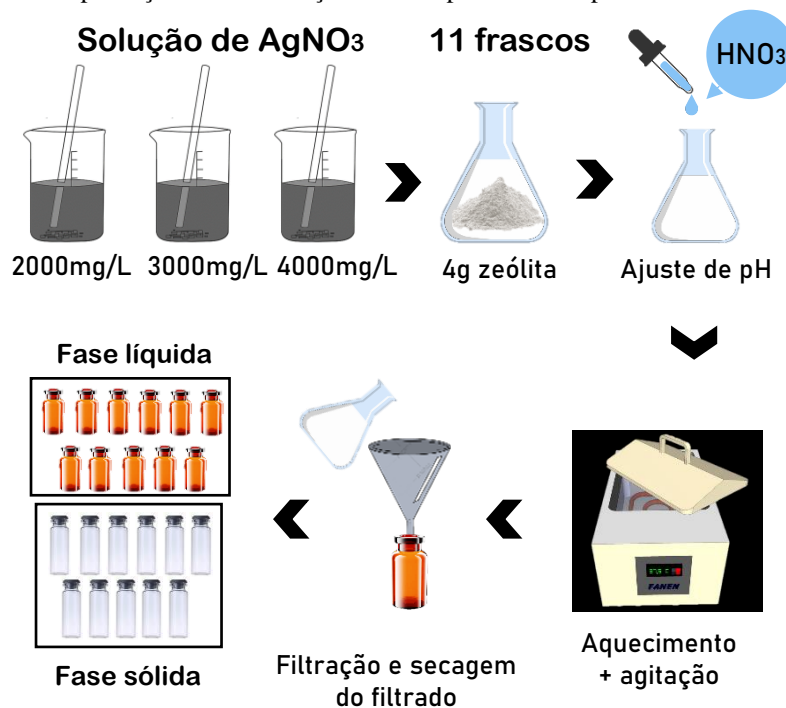 Solução de AgNO3
11 frascos
HNO3
2000mg/L
3000mg/L
4000mg/L
4g zeólita
Ajuste de pH
Fase líquida
FANEM
Fase sólida
Filtração e secagem
do filtrado
Aquecimento
+ agitação